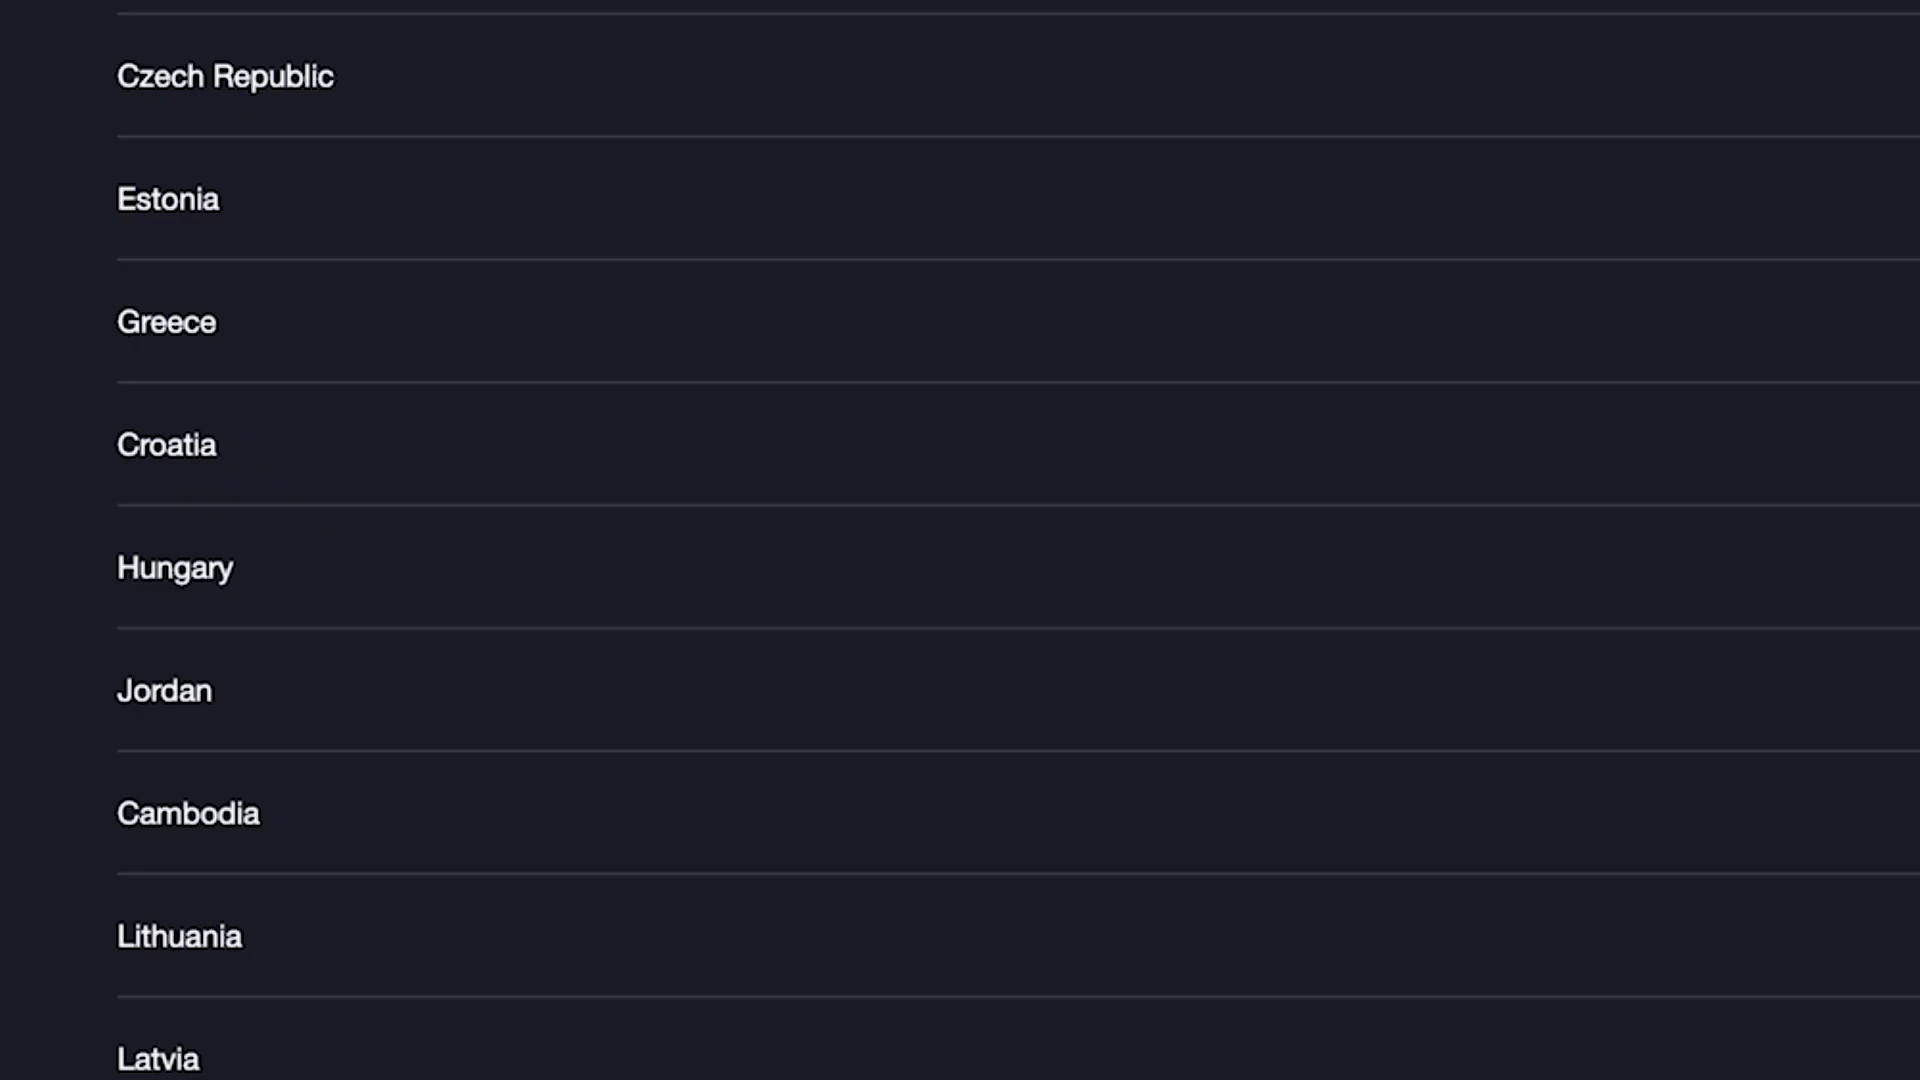 Czech Republic
Estonia
Greece
Croatia
Hungary
Jordan
Cambodia
Lithuania
Latvia